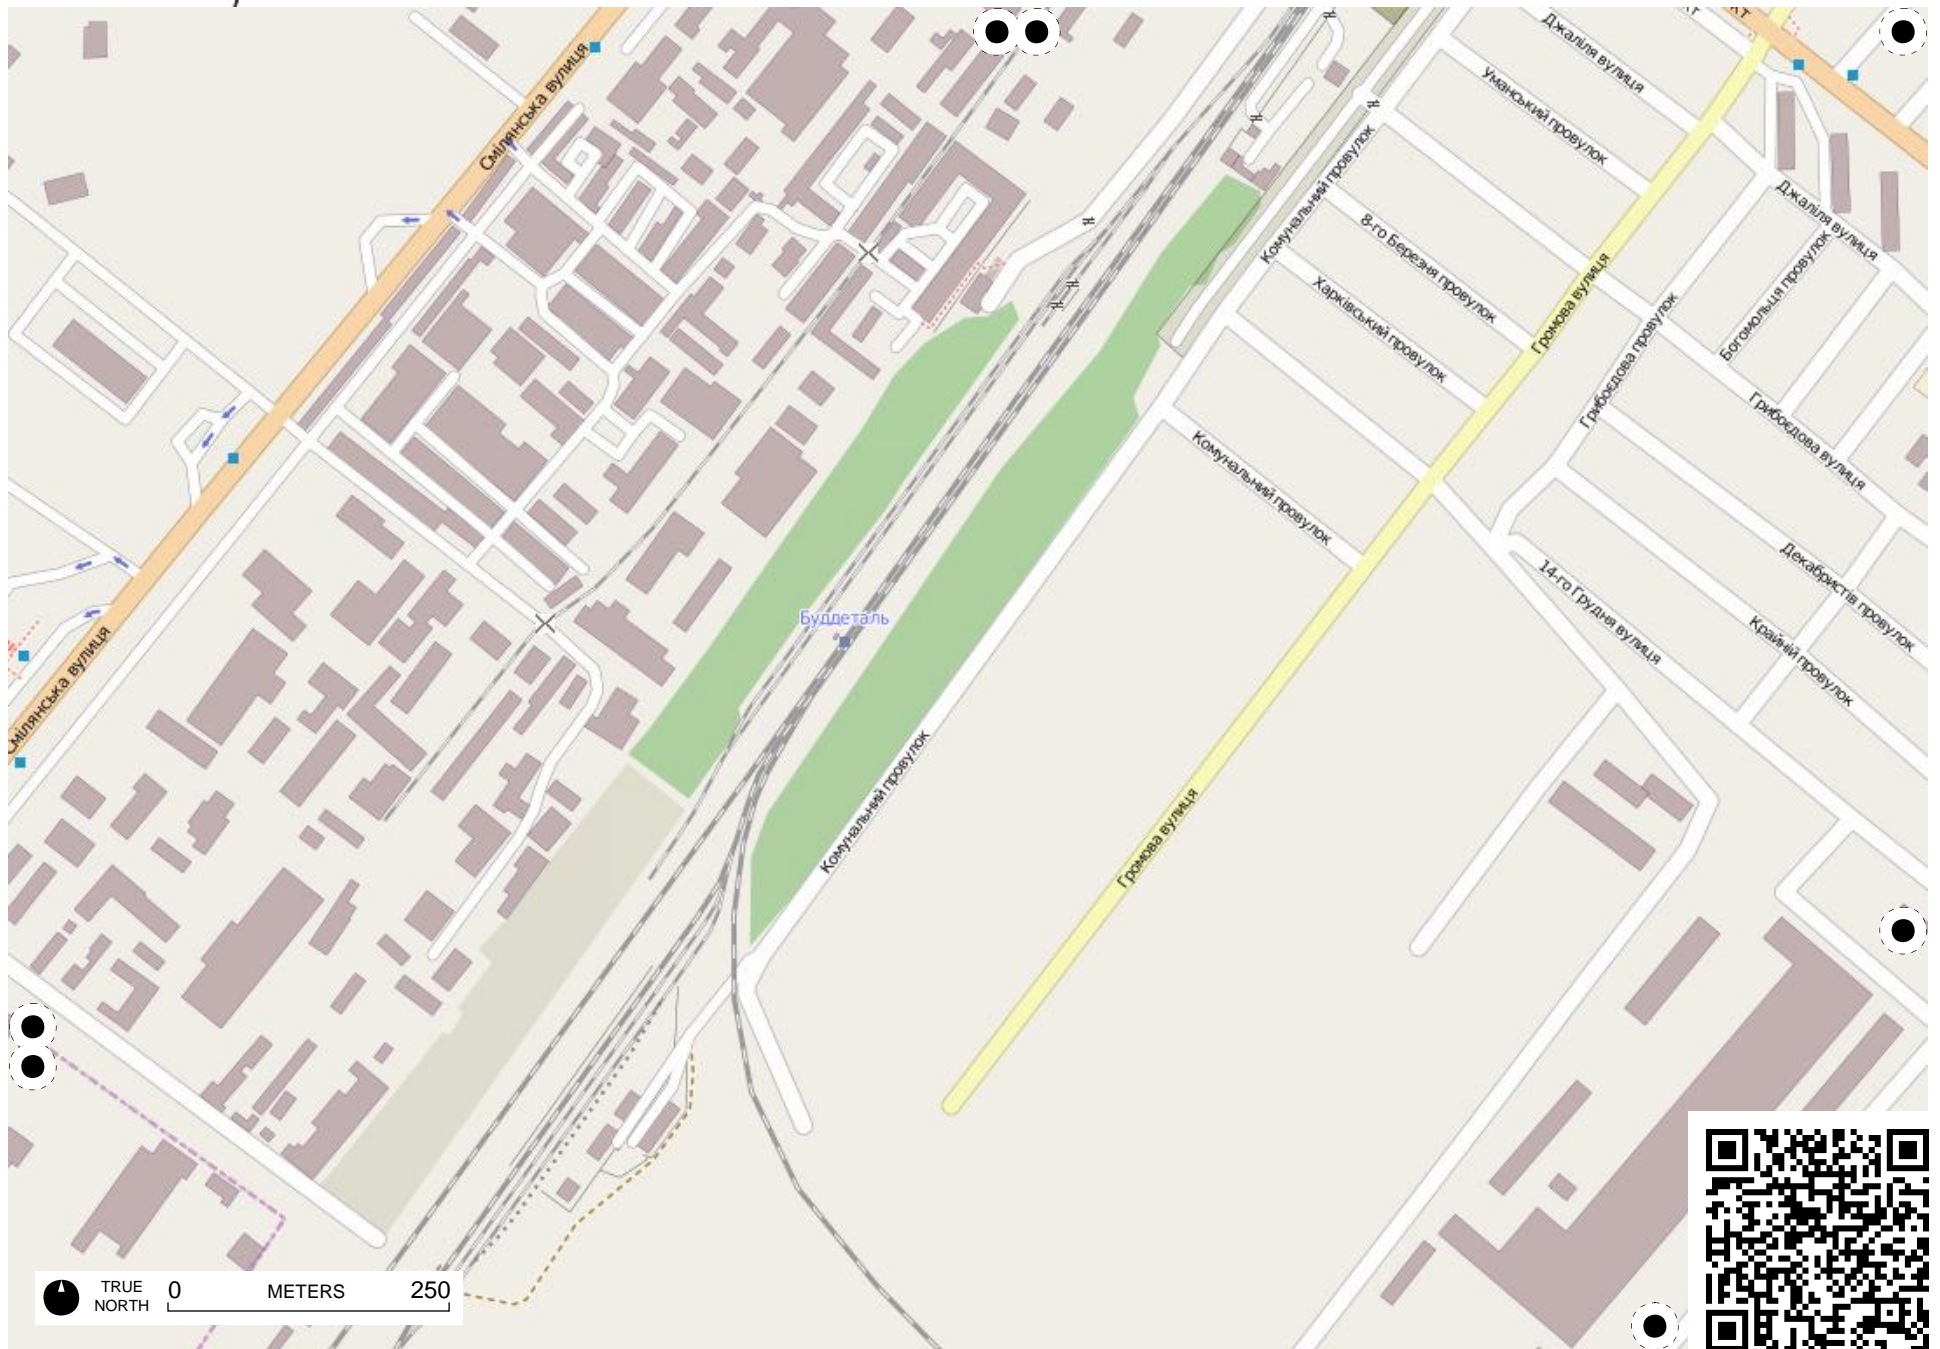 Джаліля вулиця
Смілянська вулиця
Уманський провулок
Комунальний провулок
Джаліля вулиця
8-го Березня провулок
Громова вулиця
Богомольця провулок
Харківський провулок
Грибоєдова провулок
Грибоєдова вулиця
Комунальний провулок
Декабристів провулок
14-го Грудня вулиця
Буддеталь
Крайній провулок
Смілянська вулиця
Комунальний провулок
Громова вулиця
TRUE NORTH
0 METERS 250